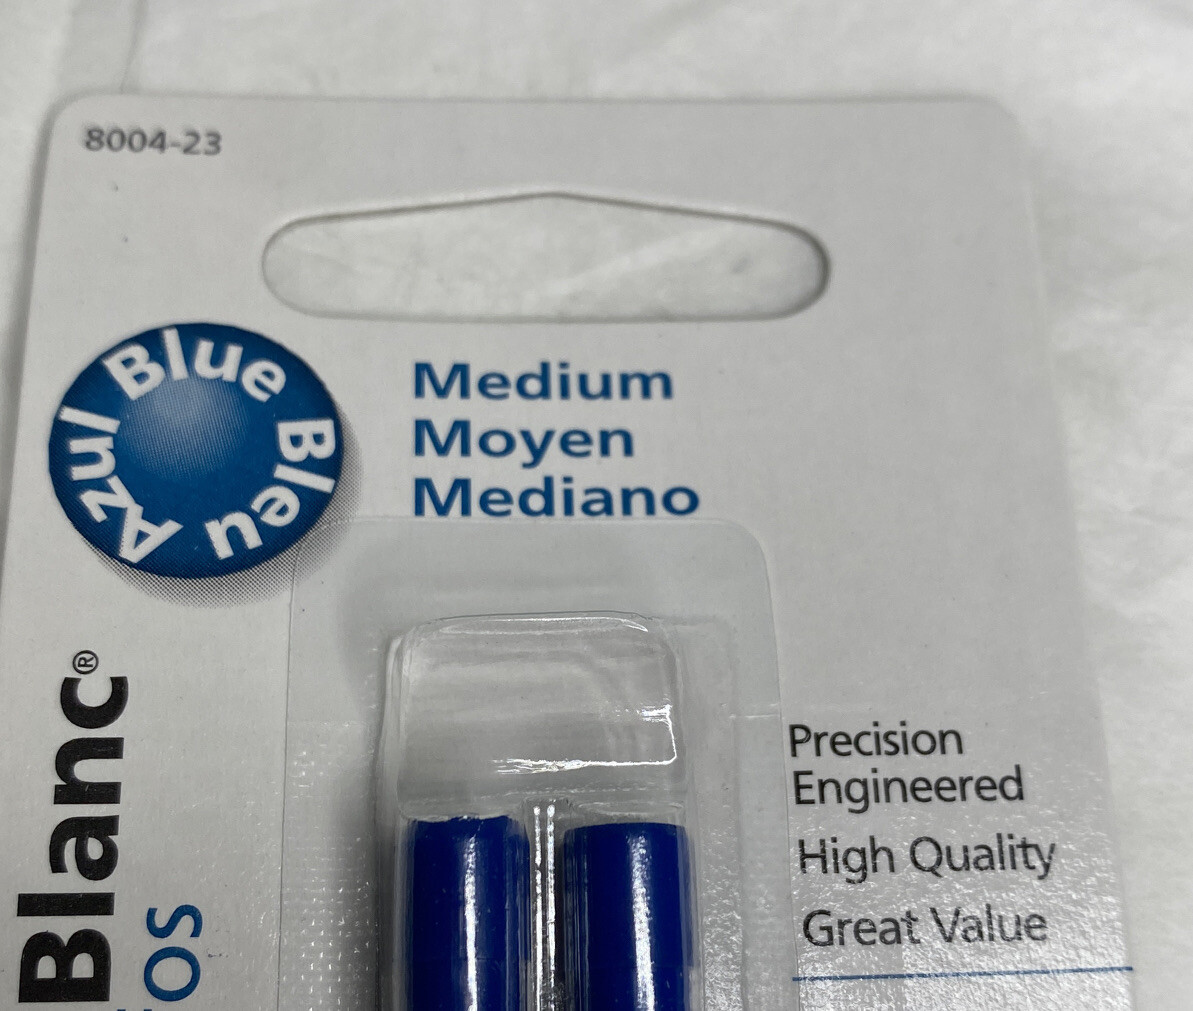 8004-23
Blue
Bleu
Azul
Medium
Moyen
Mediano
Blanc®
Precision
Engineered
High Quality
Great Value